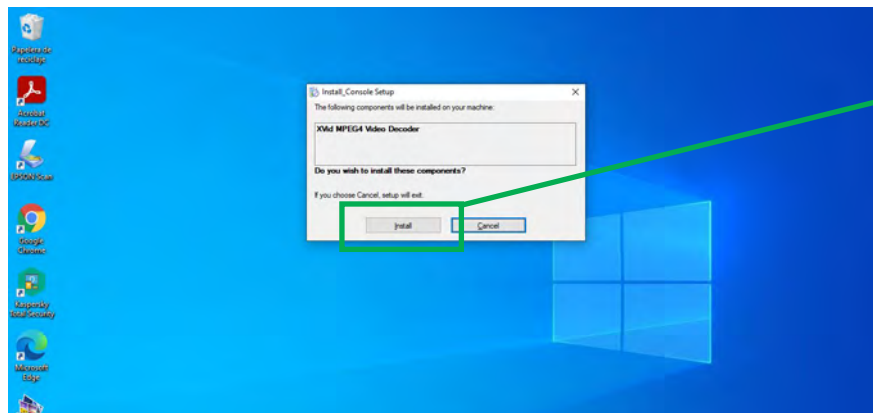 Papelera de
reciclaje
Acrobat
Reader DC
EPSON Scan
Google
Chrome
Kaspersky
Total Security
Microsoft
Edge
Install_Console Setup
The following components will be installed on your machine:
XVid MPEG4 Video Decoder
Do you wish to install these components?
If you choose Cancel, setup will exit.
Install
Cancel